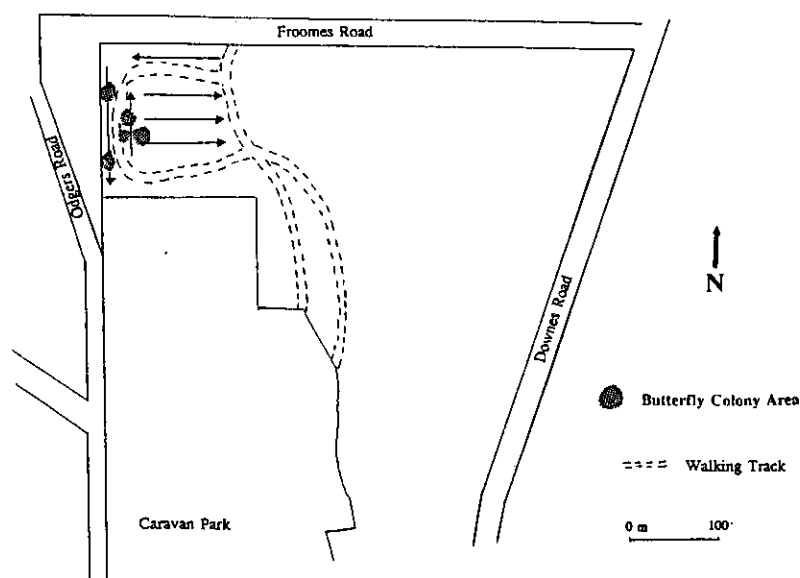 Froomes Road
Odgers Road
Downes Road
N
Butterfly Colony Area
Walking Track
0 m 100
Caravan Park